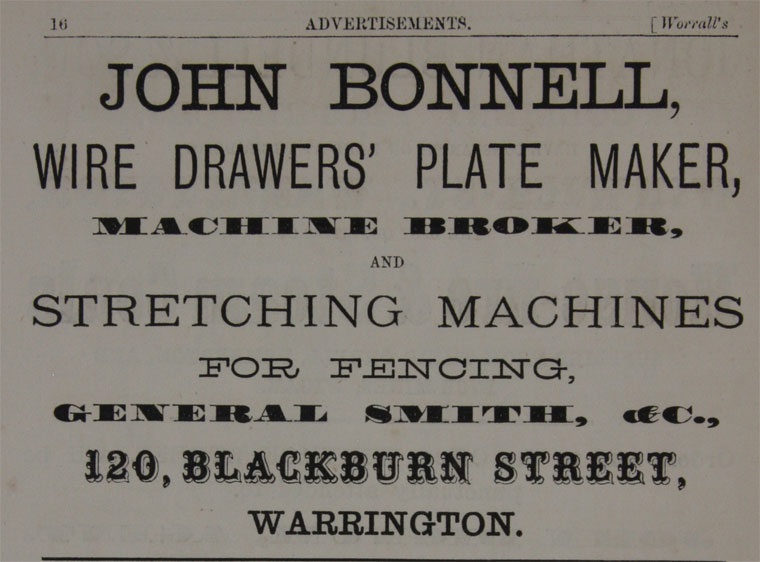 16 ADVERTISEMENTS. [Worrall's
JOHN BONNELL,
WIRE DRAWERS' PLATE MAKER,
MACHINE BROKER,
AND
STRETCHING MACHINES
FOR FENCING,
GENERAL SMITH, &C.,
120, BLACKBURN STREET,
WARRINGTON.